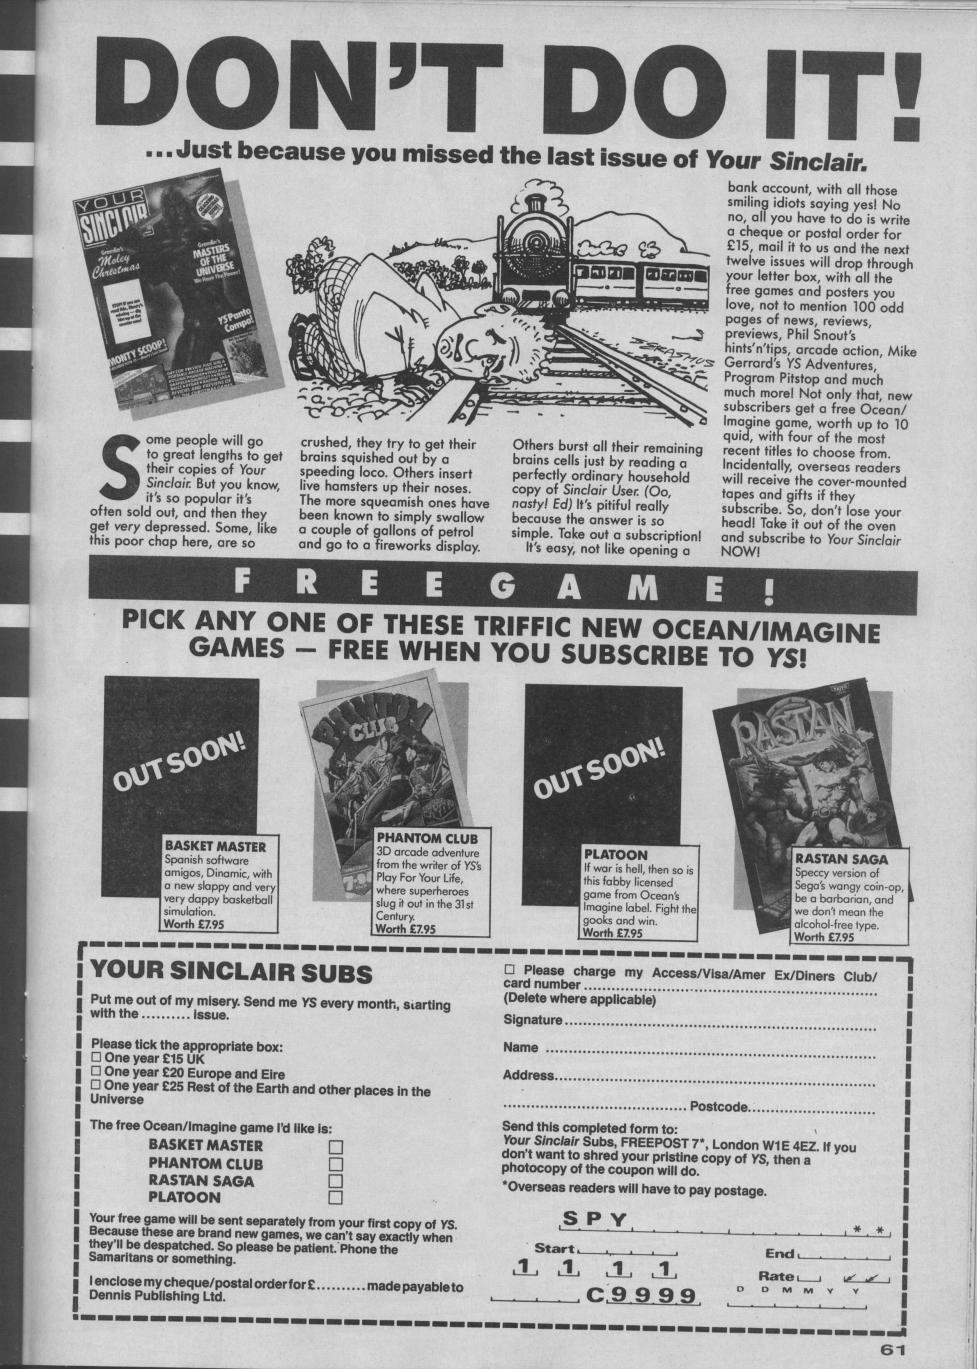 DON'T DO IT!
...Just because you missed the last issue of Your Sinclair.
YOUR
SINCLAIR
Gremlin's
Moley
Christmas
Gremlin's
MASTERS
OF THE
UNIVERSE
We Have The Power!
YS Panto
Compo!
MONTY SCOOP!
B.ERASMUS
Some people will go
to great lengths to get
their copies of Your
Sinclair. But you know,
it's so popular it's
often sold out, and then they
get very depressed. Some, like
this poor chap here, are so
crushed, they try to get their
brains squished out by a
speeding loco. Others insert
live hamsters up their noses.
The more squeamish ones have
been known to simply swallow
a couple of gallons of petrol
and go to a fireworks display.
Others burst all their remaining
brains cells just by reading a
perfectly ordinary household
copy of Sinclair User. (Oo,
nasty! Ed) It's pitiful really
because the answer is so
simple. Take out a subscription!
It's easy, not like opening a
bank account, with all those
smiling idiots saying yes! No
no, all you have to do is write
a cheque or postal order for
£15, mail it to us and the next
twelve issues will drop through
your letter box, with all the
free games and posters you
love, not to mention 100 odd
pages of news, reviews,
previews, Phil Snout's
hints'n'tips, arcade action, Mike
Gerrard's YS Adventures,
Program Pitstop and much
much more! Not only that, new
subscribers get a free Ocean/
Imagine game, worth up to 10
quid, with four of the most
recent titles to choose from.
Incidentally, overseas readers
will receive the cover-mounted
tapes and gifts if they
subscribe. So, don't lose your
head! Take it out of the oven
and subscribe to Your Sinclair
NOW!
FREE GAME!
PICK ANY ONE OF THESE TRIFFIC NEW OCEAN/IMAGINE
GAMES — FREE WHEN YOU SUBSCRIBE TO YS!
OUT SOON!
BASKET MASTER
Spanish software
amigos, Dinamic, with
a new slappy and very
very dappy basketball
simulation.
Worth £7.95
PHANTOM
CLUB
PHANTOM CLUB
3D arcade adventure
from the writer of YS's
Play For Your Life,
where superheroes
slug it out in the 31st
Century.
Worth £7.95
OUT SOON!
PLATOON
If war is hell, then so is
this fabby licensed
game from Ocean's
Imagine label. Fight the
gooks and win.
Worth £7.95
RASTAN
RASTAN SAGA
Speccy version of
Sega's wangy coin-op,
be a barbarian, and
we don't mean the
alcohol-free type.
Worth £7.95
YOUR SINCLAIR SUBS
Put me out of my misery. Send me YS every month, starting
with the .......... issue.
Please tick the appropriate box:
☐ One year £15 UK
☐ One year £20 Europe and Eire
☐ One year £25 Rest of the Earth and other places in the
Universe
The free Ocean/Imagine game I'd like is:
BASKET MASTER ☐
PHANTOM CLUB ☐
RASTAN SAGA ☐
PLATOON ☐
Your free game will be sent separately from your first copy of YS.
Because these are brand new games, we can't say exactly when
they'll be despatched. So please be patient. Phone the
Samaritans or something.
I enclose my cheque/postal order for £.......... made payable to
Dennis Publishing Ltd.
☐ Please charge my Access/Visa/Amer Ex/Diners Club/
card number ..........
(Delete where applicable)
Signature..........
Name ..........
Address..........
.......... Postcode..........
Send this completed form to:
Your Sinclair Subs, FREEPOST 7*, London W1E 4EZ. If you
don't want to shred your pristine copy of YS, then a
photocopy of the coupon will do.
*Overseas readers will have to pay postage.
SPY * *
Start End
1 1 1 1 Rate
D D M M Y Y
C9999
61